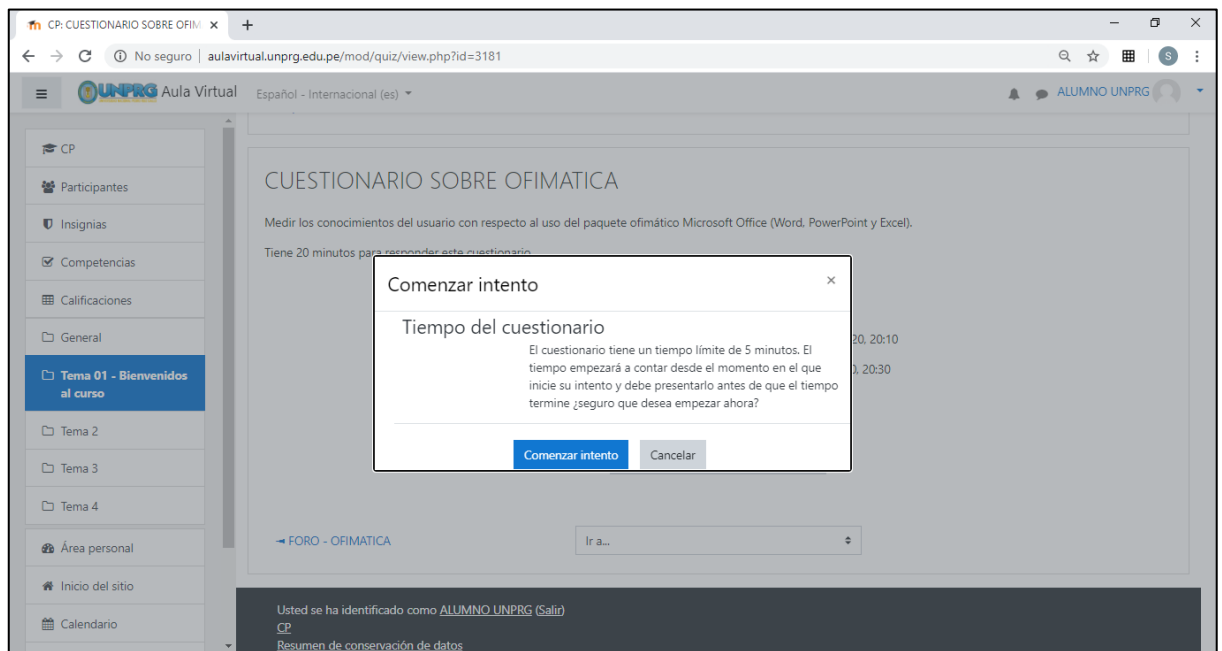 CP: CUESTIONARIO SOBRE OFIM
No seguro | aulavirtual.unprg.edu.pe/mod/quiz/view.php?id=3181
S
UNPRG Aula Virtual
Español - Internacional (es)
ALUMNO UNPRG
CP
Participantes
Insignias
Competencias
Calificaciones
General
Tema 01 - Bienvenidos
al curso
Tema 2
Tema 3
Tema 4
Área personal
Inicio del sitio
Calendario
CUESTIONARIO SOBRE OFIMATICA
Medir los conocimientos del usuario con respecto al uso del paquete ofimático Microsoft Office (Word, PowerPoint y Excel).
Tiene 20 minutos para responder este cuestionario
20, 20:10
0, 20:30
Comenzar intento
Tiempo del cuestionario
El cuestionario tiene un tiempo límite de 5 minutos. El
tiempo empezará a contar desde el momento en el que
inicie su intento y debe presentarlo antes de que el tiempo
termine ¿seguro que desea empezar ahora?
Comenzar intento
Cancelar
◄ FORO - OFIMATICA
Ir a...
Usted se ha identificado como ALUMNO UNPRG (Salir)
CP
Resumen de conservación de datos